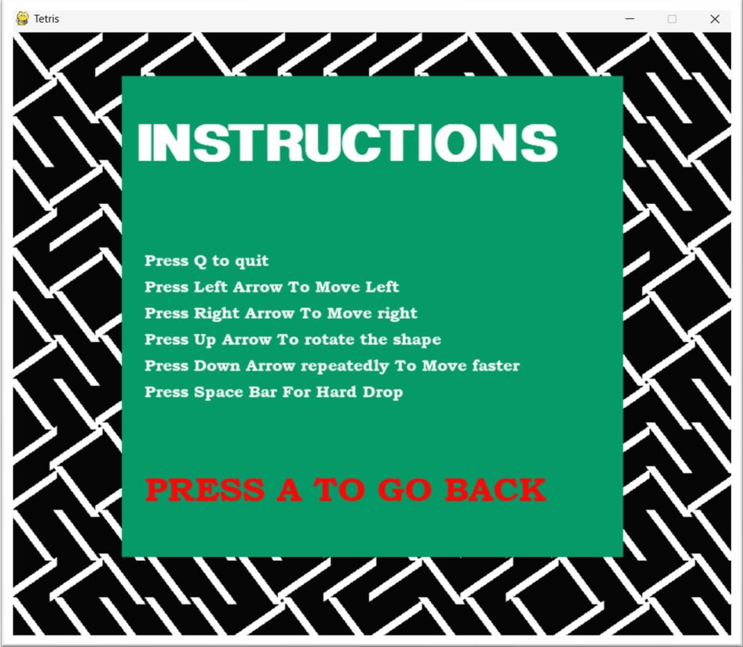 Tetris
INSTRUCTIONS
Press Q to quit
Press Left Arrow To Move Left
Press Right Arrow To Move right
Press Up Arrow To rotate the shape
Press Down Arrow repeatedly To Move faster
Press Space Bar For Hard Drop
PRESS A TO GO BACK